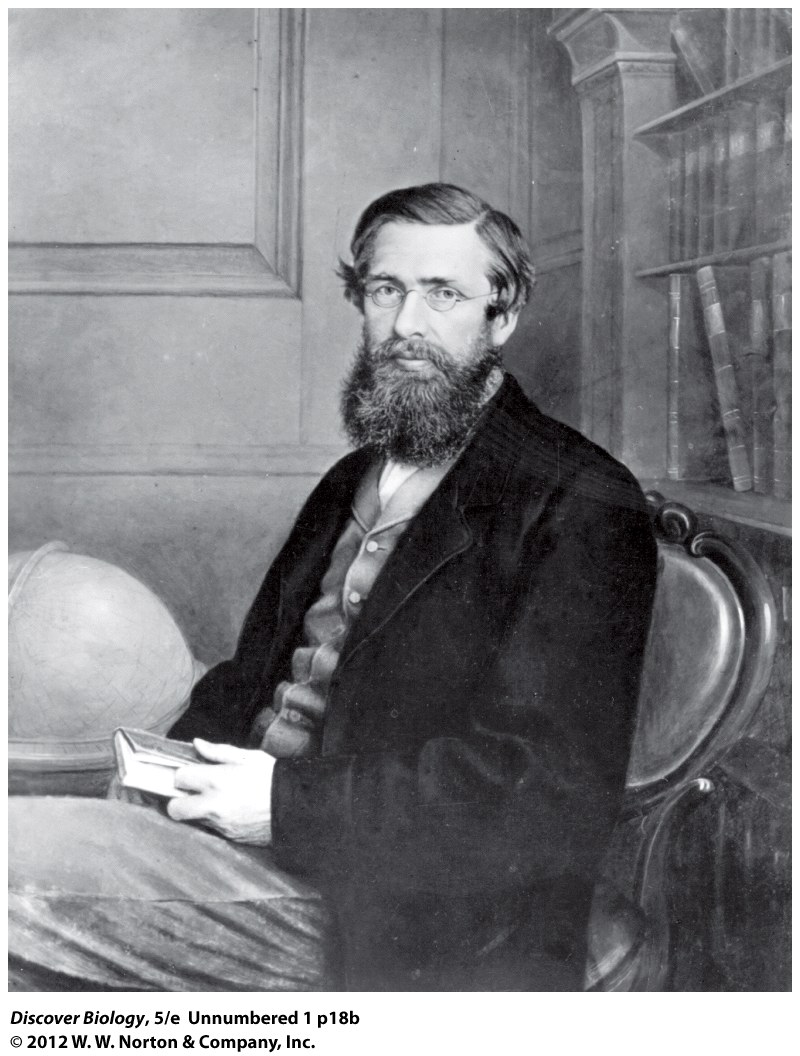 Discover Biology, 5/e Unnumbered 1 p18b
© 2012 W. W. Norton & Company, Inc.